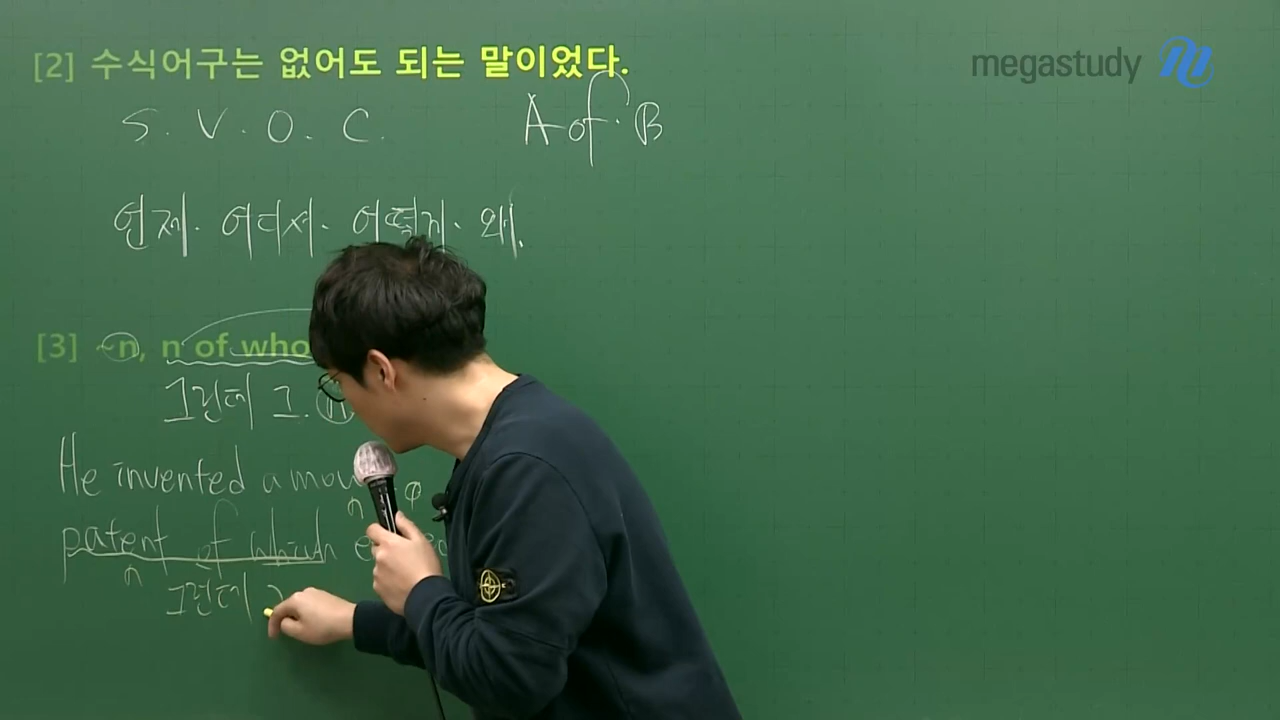 [2] 수식어구는 없어도 되는 말이었다.
megastudy
S. V. O. C. A of B
언제. 어디서. 어떻게. 왜.
[3] ~n, n of who
그런데 그. n
He invented a mou
n φ
patent of which e
n 그런데